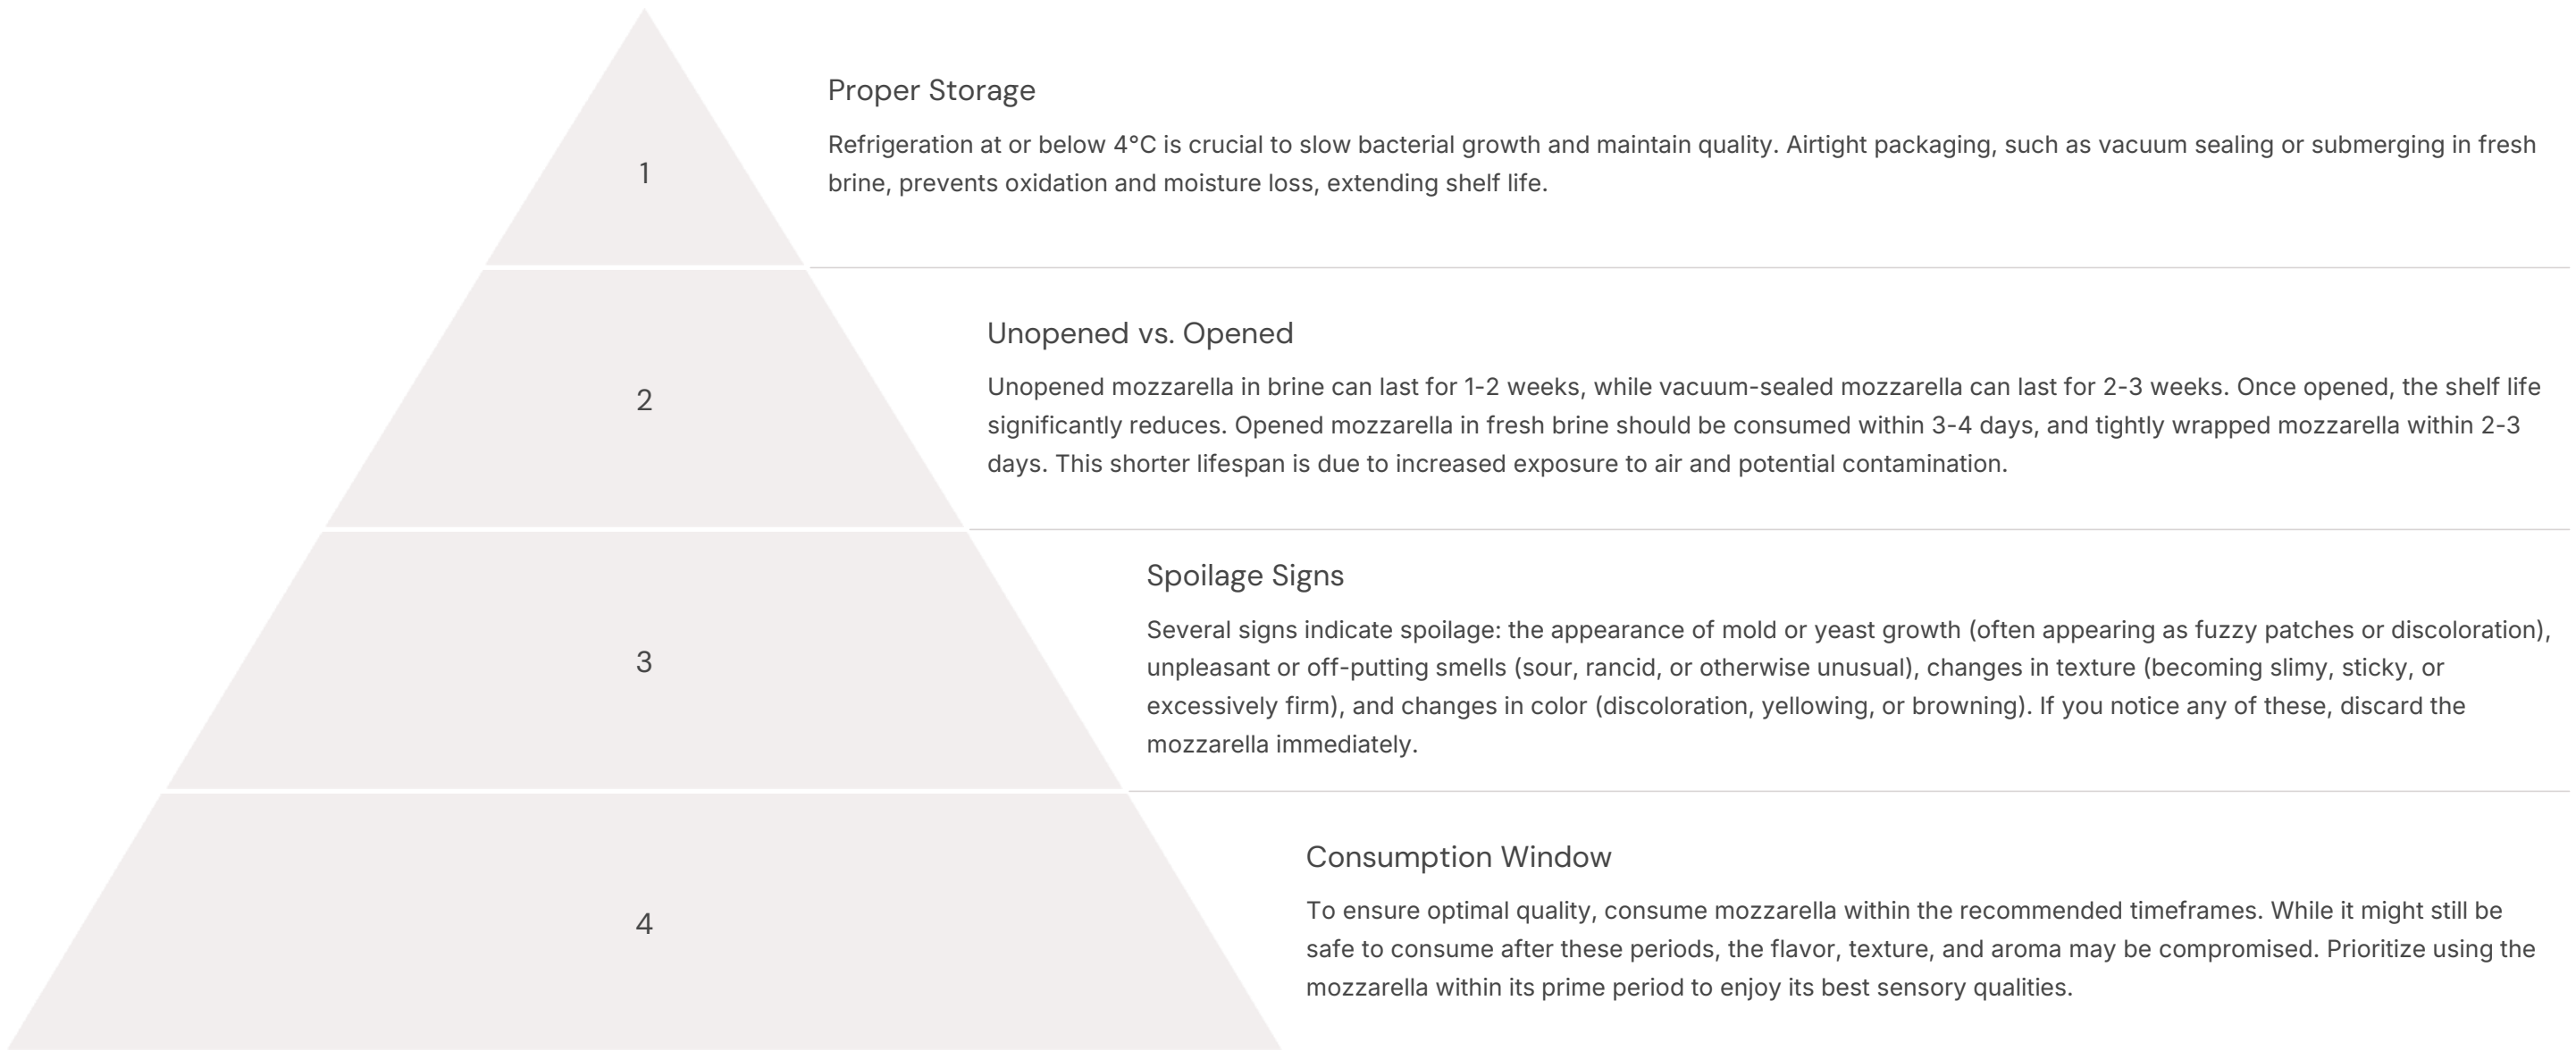 1
Proper Storage
Refrigeration at or below 4°C is crucial to slow bacterial growth and maintain quality. Airtight packaging, such as vacuum sealing or submerging in fresh
brine, prevents oxidation and moisture loss, extending shelf life.
2
Unopened vs. Opened
Unopened mozzarella in brine can last for 1-2 weeks, while vacuum-sealed mozzarella can last for 2-3 weeks. Once opened, the shelf life
significantly reduces. Opened mozzarella in fresh brine should be consumed within 3-4 days, and tightly wrapped mozzarella within 2-3
days. This shorter lifespan is due to increased exposure to air and potential contamination.
3
Spoilage Signs
Several signs indicate spoilage: the appearance of mold or yeast growth (often appearing as fuzzy patches or discoloration),
unpleasant or off-putting smells (sour, rancid, or otherwise unusual), changes in texture (becoming slimy, sticky, or
excessively firm), and changes in color (discoloration, yellowing, or browning). If you notice any of these, discard the
mozzarella immediately.
4
Consumption Window
To ensure optimal quality, consume mozzarella within the recommended timeframes. While it might still be
safe to consume after these periods, the flavor, texture, and aroma may be compromised. Prioritize using the
mozzarella within its prime period to enjoy its best sensory qualities.